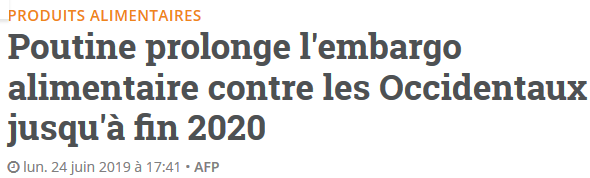 PRODUITS ALIMENTAIRES
Poutine prolonge l'embargo
alimentaire contre les Occidentaux
jusqu'à fin 2020
lun. 24 juin 2019 à 17:41 • AFP